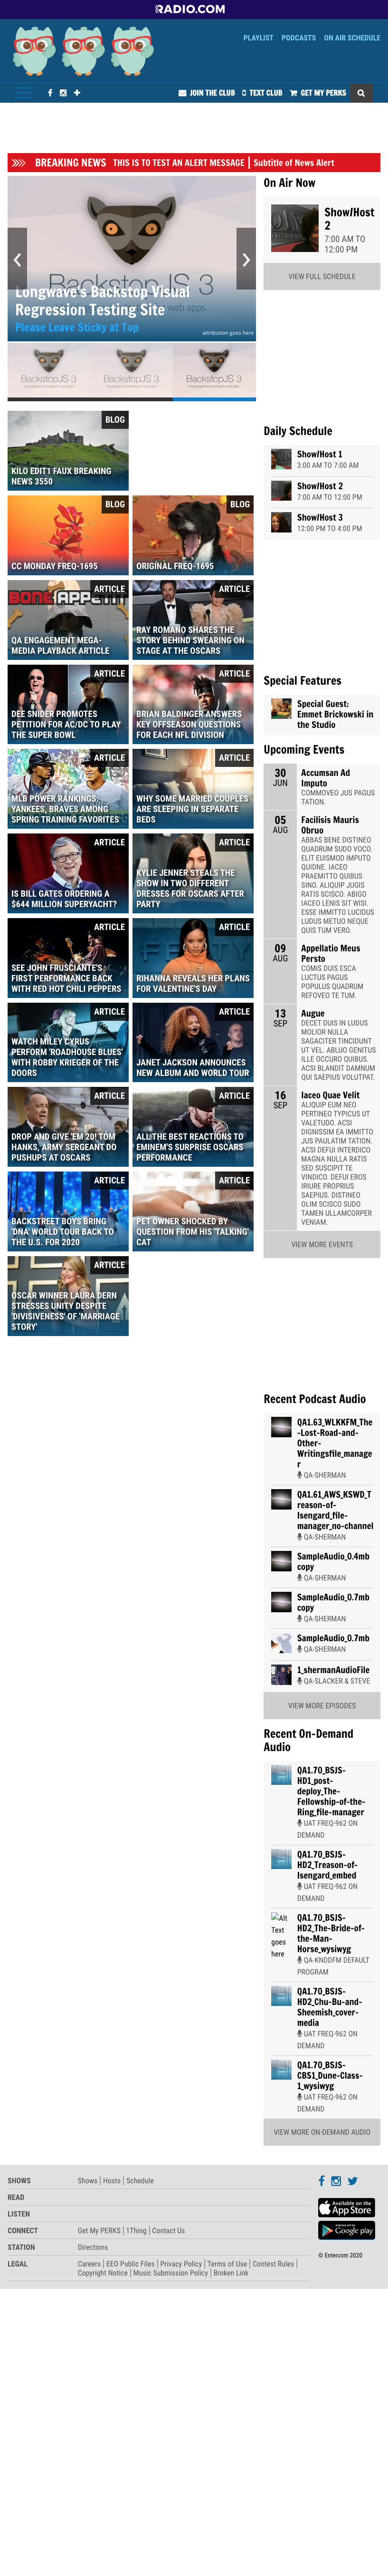 RADIO.COM
PLAYLIST PODCASTS ON AIR SCHEDULE
JOIN THE CLUB TEXT CLUB GET MY PERKS
BREAKING NEWS THIS IS TO TEST AN ALERT MESSAGE | Subtitle of News Alert
Longwave's Backstop Visual
Regression Testing Site
Please Leave Sticky at Top
attribution goes here
BackstopJS 3
BackstopJS 3
BackstopJS 3
BLOG
KILO EDIT1 FAUX BREAKING
NEWS 3550
BLOG
CC MONDAY FREQ-1695
BLOG
ORIGINAL FREQ-1695
ARTICLE
QA ENGAGEMENT MEGA-
MEDIA PLAYBACK ARTICLE
ARTICLE
RAY ROMANO SHARES THE
STORY BEHIND SWEARING ON
STAGE AT THE OSCARS
ARTICLE
DEE SNIDER PROMOTES
PETITION FOR AC/DC TO PLAY
THE SUPER BOWL
ARTICLE
BRIAN BALDINGER ANSWERS
KEY OFFSEASON QUESTIONS
FOR EACH NFL DIVISION
ARTICLE
MLB POWER RANKINGS:
YANKEES, BRAVES AMONG
SPRING TRAINING FAVORITES
ARTICLE
WHY SOME MARRIED COUPLES
ARE SLEEPING IN SEPARATE
BEDS
ARTICLE
IS BILL GATES ORDERING A
$644 MILLION SUPERYACHT?
ARTICLE
KYLIE JENNER STEALS THE
SHOW IN TWO DIFFERENT
DRESSES FOR OSCARS AFTER
PARTY
ARTICLE
SEE JOHN FRUSCIANTE'S
FIRST PERFORMANCE BACK
WITH RED HOT CHILI PEPPERS
ARTICLE
RIHANNA REVEALS HER PLANS
FOR VALENTINE'S DAY
ARTICLE
WATCH MILEY CYRUS
PERFORM 'ROADHOUSE BLUES'
WITH ROBBY KRIEGER OF THE
DOORS
ARTICLE
JANET JACKSON ANNOUNCES
NEW ALBUM AND WORLD TOUR
ARTICLE
DROP AND GIVE 'EM 20! TOM
HANKS, ARMY SERGEANT DO
PUSHUPS AT OSCARS
ARTICLE
ALL THE BEST REACTIONS TO
EMINEM'S SURPRISE OSCARS
PERFORMANCE
ARTICLE
BACKSTREET BOYS BRING
'DNA' WORLD TOUR BACK TO
THE U.S. FOR 2020
ARTICLE
PET OWNER SHOCKED BY
QUESTION FROM HIS 'TALKING'
CAT
ARTICLE
OSCAR WINNER LAURA DERN
STRESSES UNITY DESPITE
'DIVISIVENESS' OF 'MARRIAGE
STORY'
On Air Now
Show/Host
2
7:00 AM TO
12:00 PM
VIEW FULL SCHEDULE
Daily Schedule
Show/Host 1
3:00 AM TO 7:00 AM
Show/Host 2
7:00 AM TO 12:00 PM
Show/Host 3
12:00 PM TO 4:00 PM
Special Features
Special Guest:
Emmet Brickowski in
the Studio
Upcoming Events
30
JUN
Accumsan Ad
Imputo
COMMOVEO JUS PAGUS
TATION.
05
AUG
Facilisis Mauris
Obruo
ABBAS BENE DISTINEO
QUADRUM SUDO VOCO.
ELIT EUISMOD IMPUTO
QUIDNE. IACEO
PRAEMITTO QUIBUS
SINO. ALIQUIP JUGIS
RATIS SCISCO. ABIGO
IACEO LENIS SIT WISI.
ESSE IMMITTO LUCIDUS
LUDUS METUO NEQUE
QUIS TUM VERO.
09
AUG
Appellatio Meus
Persto
COMIS DUIS ESCA
LUCTUS PAGUS
POPULUS QUADRUM
REFOVEO TE TUM.
13
SEP
Augue
DECET DUIS IN LUDUS
MOLIOR NULLA
SAGACITER TINCIDUNT
UT VEL. ABLUO GENITUS
ILLE OCCURO QUIBUS.
ACSI BLANDIT DAMNUM
QUI SAEPIUS VOLUTPAT.
16
SEP
Iaceo Quae Velit
ALIQUIP EUM NEO
PERTINEO TYPICUS UT
VALETUDO. ACSI
DIGNISSIM EA IMMITTO
JUS PAULATIM TATION.
ACSI DEFUI INTERDICO
MAGNA NULLA RATIS
SED SUSCIPIT TE
VINDICO. DEFUI EROS
IRIURE PROPRIUS
SAEPIUS. DISTINEO
OLIM SCISCO SUDO
TAMEN ULLAMCORPER
VENIAM.
VIEW MORE EVENTS
Recent Podcast Audio
QA1.63_WLKKFM_The
-Lost-Road-and-
Other-
Writingsfile_manage
r
QA-SHERMAN
QA1.61_AWS_KSWD_T
reason-of-
Isengard_file-
manager_no-channel
QA-SHERMAN
SampleAudio_0.4mb
copy
QA-SHERMAN
SampleAudio_0.7mb
copy
QA-SHERMAN
SampleAudio_0.7mb
QA-SHERMAN
1_shermanAudioFile
QA-SLACKER & STEVE
VIEW MORE EPISODES
Recent On-Demand
Audio
QA1.70_BSJS-
HD1_post-
deploy_The-
Fellowship-of-the-
Ring_file-manager
UAT FREQ-962 ON
DEMAND
QA1.70_BSJS-
HD2_Treason-of-
Isengard_embed
UAT FREQ-962 ON
DEMAND
Alt
Text
goes
here
QA1.70_BSJS-
HD2_The-Bride-of-
the-Man-
Horse_wysiwyg
QA-KNDDFM DEFAULT
PROGRAM
QA1.70_BSJS-
HD2_Chu-Bu-and-
Sheemish_cover-
media
UAT FREQ-962 ON
DEMAND
QA1.70_BSJS-
CBS1_Dune-Class-
1_wysiwyg
UAT FREQ-962 ON
DEMAND
VIEW MORE ON-DEMAND AUDIO
SHOWS Shows | Hosts | Schedule
READ
LISTEN
CONNECT Get My PERKS | 1Thing | Contact Us
STATION Directions
LEGAL Careers | EEO Public Files | Privacy Policy | Terms of Use | Contest Rules |
Copyright Notice | Music Submission Policy | Broken Link
Available on the
App Store
ANDROID APP ON
Google play
© Entercom 2020